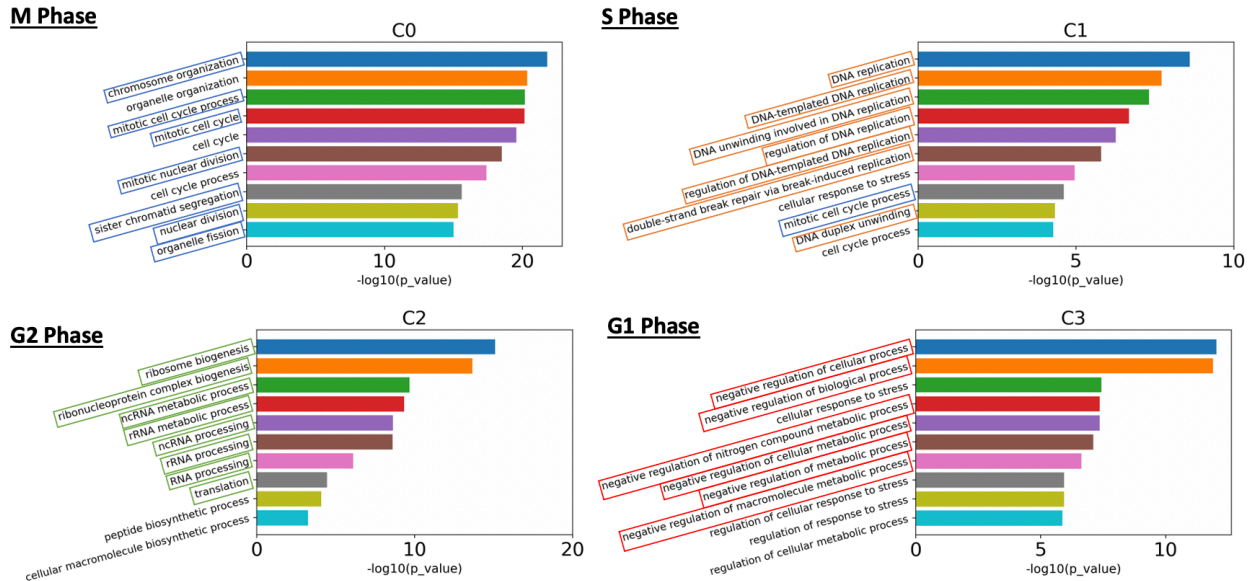 M Phase
C0
chromosome organization
organelle organization
mitotic cell cycle process
mitotic cell cycle
cell cycle
mitotic nuclear division
cell cycle process
sister chromatid segregation
nuclear division
organelle fission
0 10 20
-log10(p_value)
S Phase
C1
DNA replication
DNA-templated DNA replication
DNA unwinding involved in DNA replication
regulation of DNA replication
regulation of DNA-templated DNA replication
double-strand break repair via break-induced replication
cellular response to stress
mitotic cell cycle process
DNA duplex unwinding
cell cycle process
0 5 10
-log10(p_value)
G2 Phase
C2
ribosome biogenesis
ribonucleoprotein complex biogenesis
ncRNA metabolic process
rRNA metabolic process
ncRNA processing
rRNA processing
RNA processing
translation
peptide biosynthetic process
cellular macromolecule biosynthetic process
0 10 20
-log10(p_value)
G1 Phase
C3
negative regulation of cellular process
negative regulation of biological process
cellular response to stress
negative regulation of nitrogen compound metabolic process
negative regulation of cellular metabolic process
negative regulation of metabolic process
negative regulation of macromolecule metabolic process
regulation of cellular response to stress
regulation of response to stress
regulation of cellular metabolic process
0 5 10
-log10(p_value)